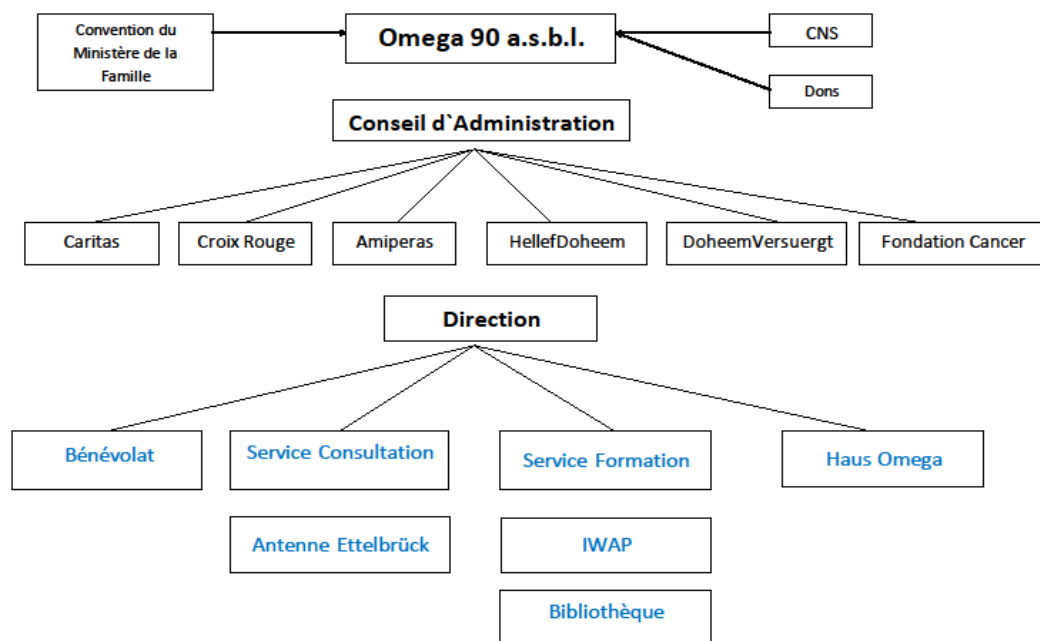 Convention du
Ministère de la
Famille
Omega 90 a.s.b.l.
CNS
Dons
Conseil d`Administration
Caritas
Croix Rouge
Amiperas
HellefDoheem
DoheemVersuergt
Fondation Cancer
Direction
Bénévolat
Service Consultation
Service Formation
Haus Omega
Antenne Ettelbrück
IWAP
Bibliothèque